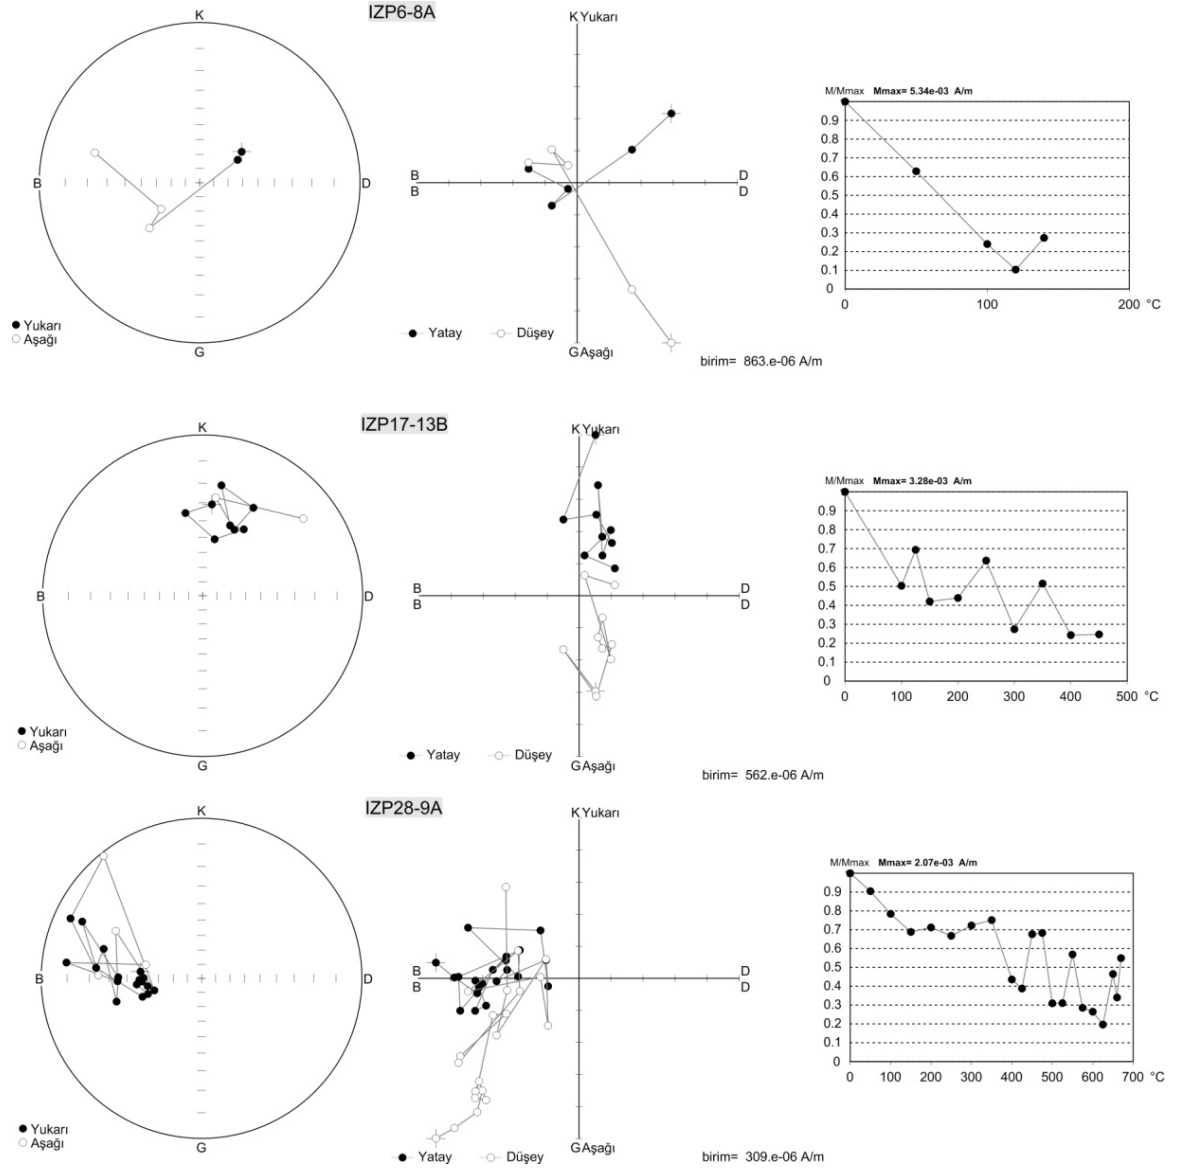 IZP6-8A
K
B
D
G
Yukarı
Aşağı
K Yukarı
B
B
D
D
G Aşağı
Yatay
Düşey
birim= 863.e-06 A/m
M/Mmax Mmax= 5.34e-03 A/m
0.9
0.8
0.7
0.6
0.5
0.4
0.3
0.2
0.1
0
0 100 200 °C
IZP17-13B
K
B
D
G
Yukarı
Aşağı
K Yukarı
B
B
D
D
G Aşağı
Yatay
Düşey
birim= 562.e-06 A/m
M/Mmax Mmax= 3.28e-03 A/m
0.9
0.8
0.7
0.6
0.5
0.4
0.3
0.2
0.1
0
0 100 200 300 400 500 °C
IZP28-9A
K
B
D
G
Yukarı
Aşağı
K Yukarı
B
B
D
D
G Aşağı
Yatay
Düşey
birim= 309.e-06 A/m
M/Mmax Mmax= 2.07e-03 A/m
0.9
0.8
0.7
0.6
0.5
0.4
0.3
0.2
0.1
0
0 100 200 300 400 500 600 700 °C